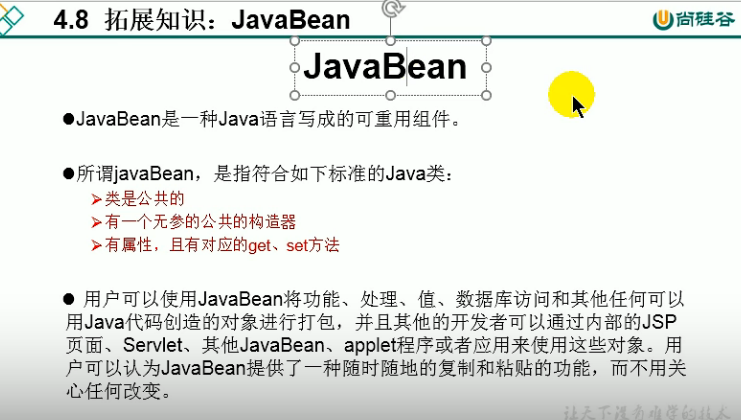 4.8 拓展知识：JavaBean
尚硅谷
JavaBean
●JavaBean是一种Java语言写成的可重用组件。
●所谓javaBean，是指符合如下标准的Java类：
➢类是公共的
➢有一个无参的公共的构造器
➢有属性，且有对应的get、set方法
● 用户可以使用JavaBean将功能、处理、值、数据库访问和其他任何可以
用Java代码创造的对象进行打包，并且其他的开发者可以通过内部的JSP
页面、Servlet、其他JavaBean、applet程序或者应用来使用这些对象。用
户可以认为JavaBean提供了一种随时随地的复制和粘贴的功能，而不用关
心任何改变。
让天下没有难学的技术